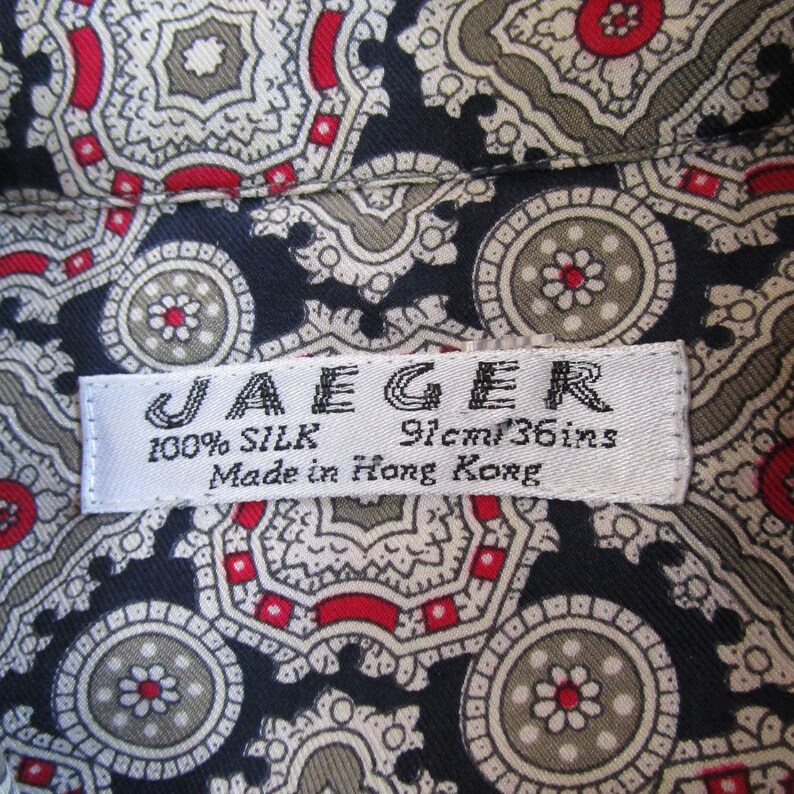 JAEGER
100% SILK 91cm/36ins
Made in Hong Kong